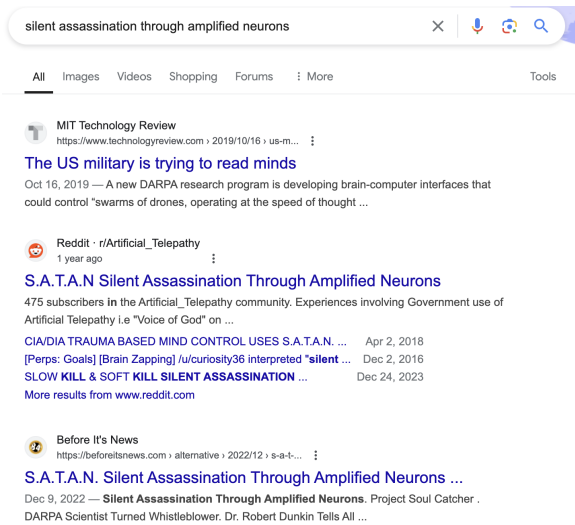 silent assassination through amplified neurons
All Images Videos Shopping Forums More Tools
MIT Technology Review
https://www.technologyreview.com › 2019/10/16 › us-m...
The US military is trying to read minds
Oct 16, 2019 — A new DARPA research program is developing brain-computer interfaces that
could control “swarms of drones, operating at the speed of thought ...
Reddit · r/Artificial_Telepathy
1 year ago
S.A.T.A.N Silent Assassination Through Amplified Neurons
475 subscribers in the Artificial_Telepathy community. Experiences involving Government use of
Artificial Telepathy i.e "Voice of God" on ...
CIA/DIA TRAUMA BASED MIND CONTROL USES S.A.T.A.N. ... Apr 2, 2018
[Perps: Goals] [Brain Zapping] /u/curiosity36 interpreted "silent ... Dec 2, 2016
SLOW KILL & SOFT KILL SILENT ASSASSINATION ... Dec 24, 2023
More results from www.reddit.com
Before It's News
https://beforeitsnews.com › alternative › 2022/12 › s-a-t-...
S.A.T.A.N. Silent Assassination Through Amplified Neurons ...
Dec 9, 2022 — Silent Assassination Through Amplified Neurons. Project Soul Catcher .
DARPA Scientist Turned Whistleblower. Dr. Robert Dunkin Tells All ...